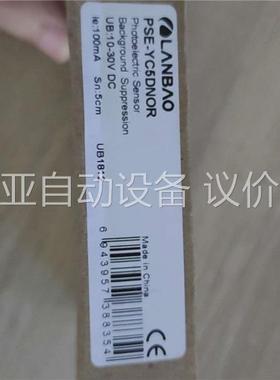 LANBAO
PSE-YC5DNOR
Photoelectric Sensor
Background Suppression
UB:10-30V DC
Ie:100mA Sn:5cm
UB18
Made in China
6943957388354
CE
亚自动设备 议价